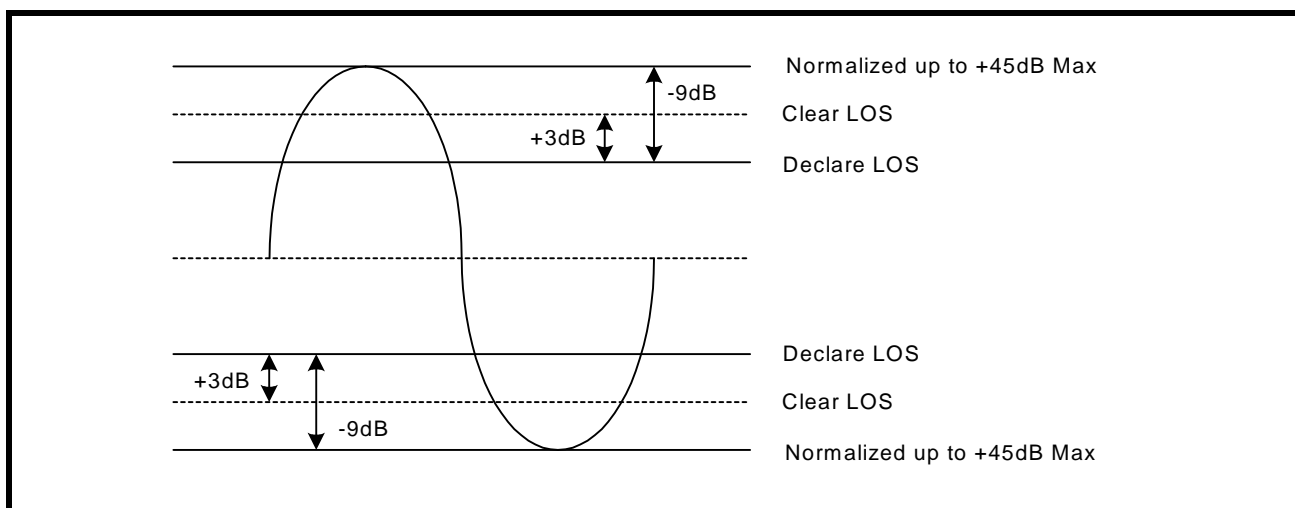 Normalized up to +45dB Max
-9dB
Clear LOS
+3dB
Declare LOS
Declare LOS
+3dB
Clear LOS
-9dB
Normalized up to +45dB Max